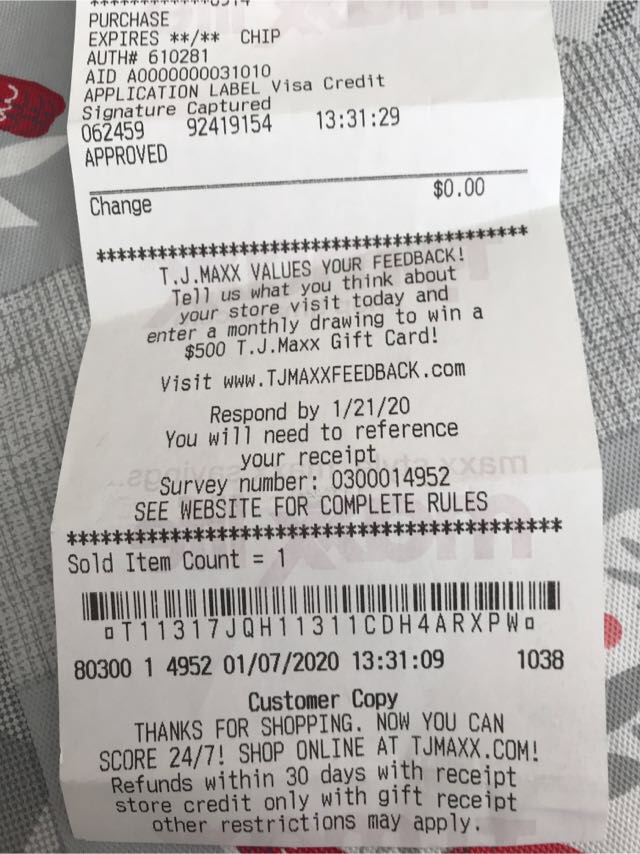 PURCHASE
EXPIRES **/** CHIP
AUTH# 610281
AID A0000000031010
APPLICATION LABEL Visa Credit
Signature Captured
062459 92419154 13:31:29
APPROVED
Change $0.00
******************************************
T.J.MAXX VALUES YOUR FEEDBACK!
Tell us what you think about
your store visit today and
enter a monthly drawing to win a
$500 T.J.Maxx Gift Card!
Visit www.TJMAXXFEEDBACK.com
Respond by 1/21/20
You will need to reference
your receipt
Survey number: 0300014952
SEE WEBSITE FOR COMPLETE RULES
******************************************
Sold Item Count = 1
¤T11317JQH11311CDH4ARXPW¤
80300 1 4952 01/07/2020 13:31:09 1038
Customer Copy
THANKS FOR SHOPPING. NOW YOU CAN
SCORE 24/7! SHOP ONLINE AT TJMAXX.COM!
Refunds within 30 days with receipt
store credit only with gift receipt
other restrictions may apply.